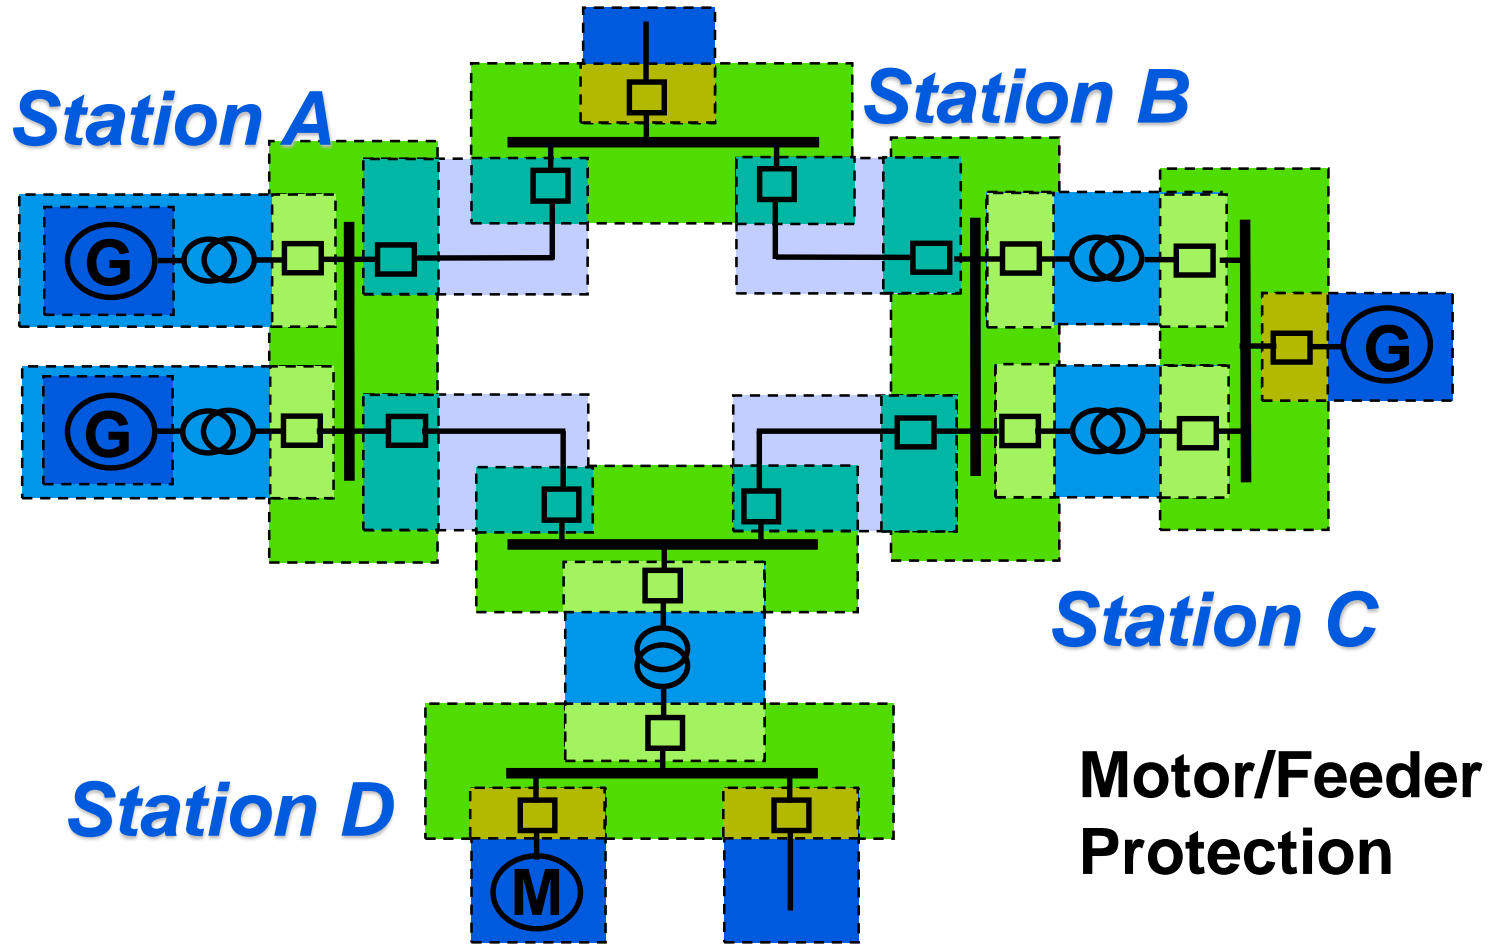 Station A
Station B
G
G
G
Station C
Station D
Motor/Feeder
Protection
M